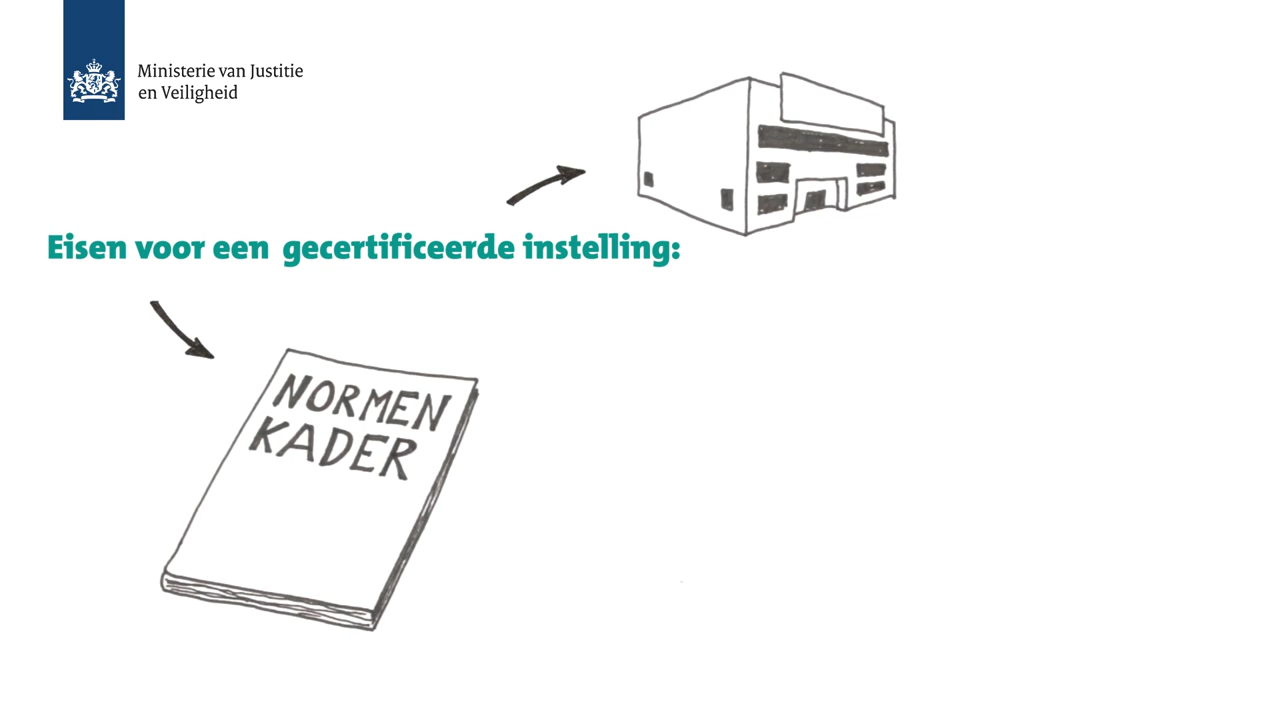 Ministerie van Justitie
en Veiligheid
Eisen voor een gecertificeerde instelling:
NORMEN
KADER